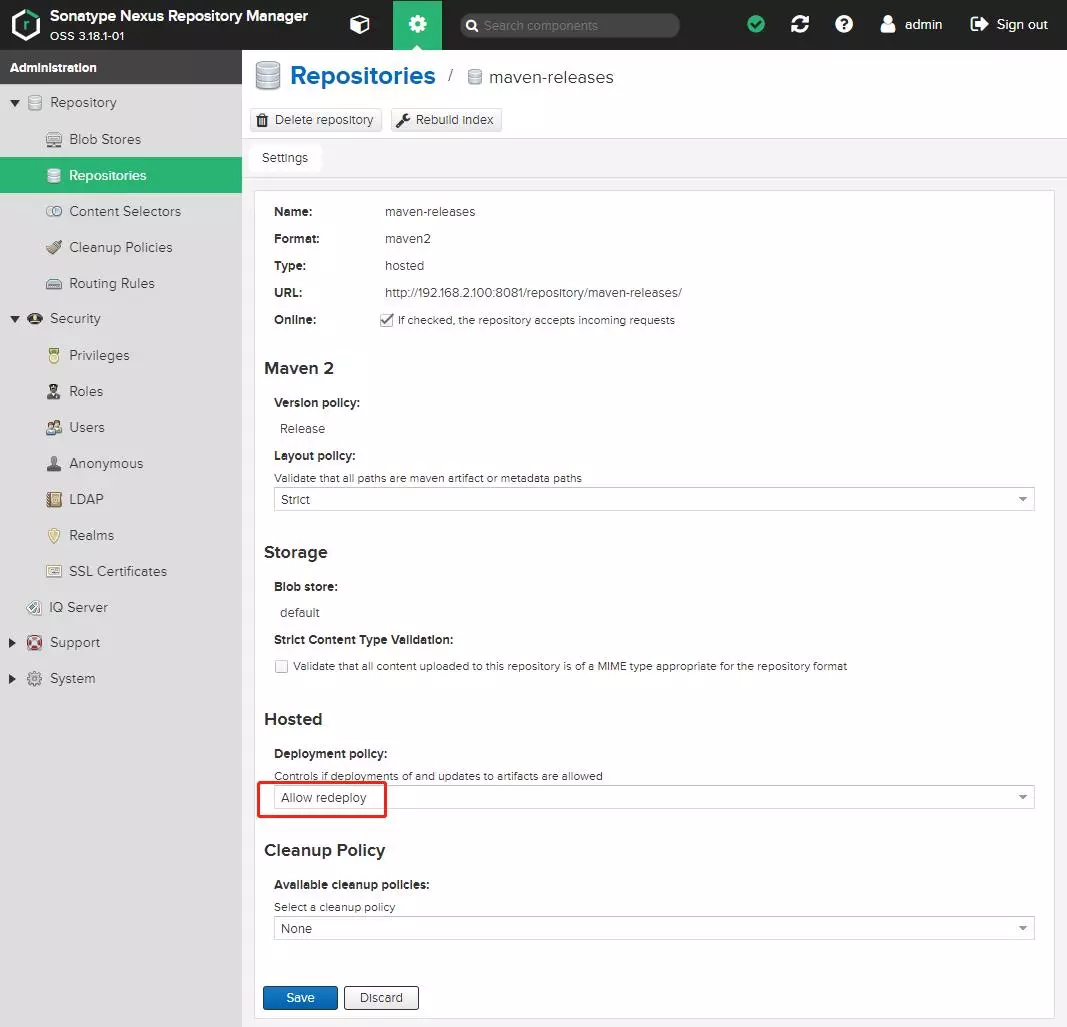 Sonatype Nexus Repository Manager
OSS 3.18.1-01
Search components
admin
Sign out
Administration
Repository
Blob Stores
Repositories
Content Selectors
Cleanup Policies
Routing Rules
Security
Privileges
Roles
Users
Anonymous
LDAP
Realms
SSL Certificates
IQ Server
Support
System
Repositories / maven-releases
Delete repository
Rebuild index
Settings
Name: maven-releases
Format: maven2
Type: hosted
URL: http://192.168.2.100:8081/repository/maven-releases/
Online: If checked, the repository accepts incoming requests
Maven 2
Version policy:
Release
Layout policy:
Validate that all paths are maven artifact or metadata paths
Strict
Storage
Blob store:
default
Strict Content Type Validation:
Validate that all content uploaded to this repository is of a MIME type appropriate for the repository format
Hosted
Deployment policy:
Controls if deployments of and updates to artifacts are allowed
Allow redeploy
Cleanup Policy
Available cleanup policies:
Select a cleanup policy
None
Save
Discard